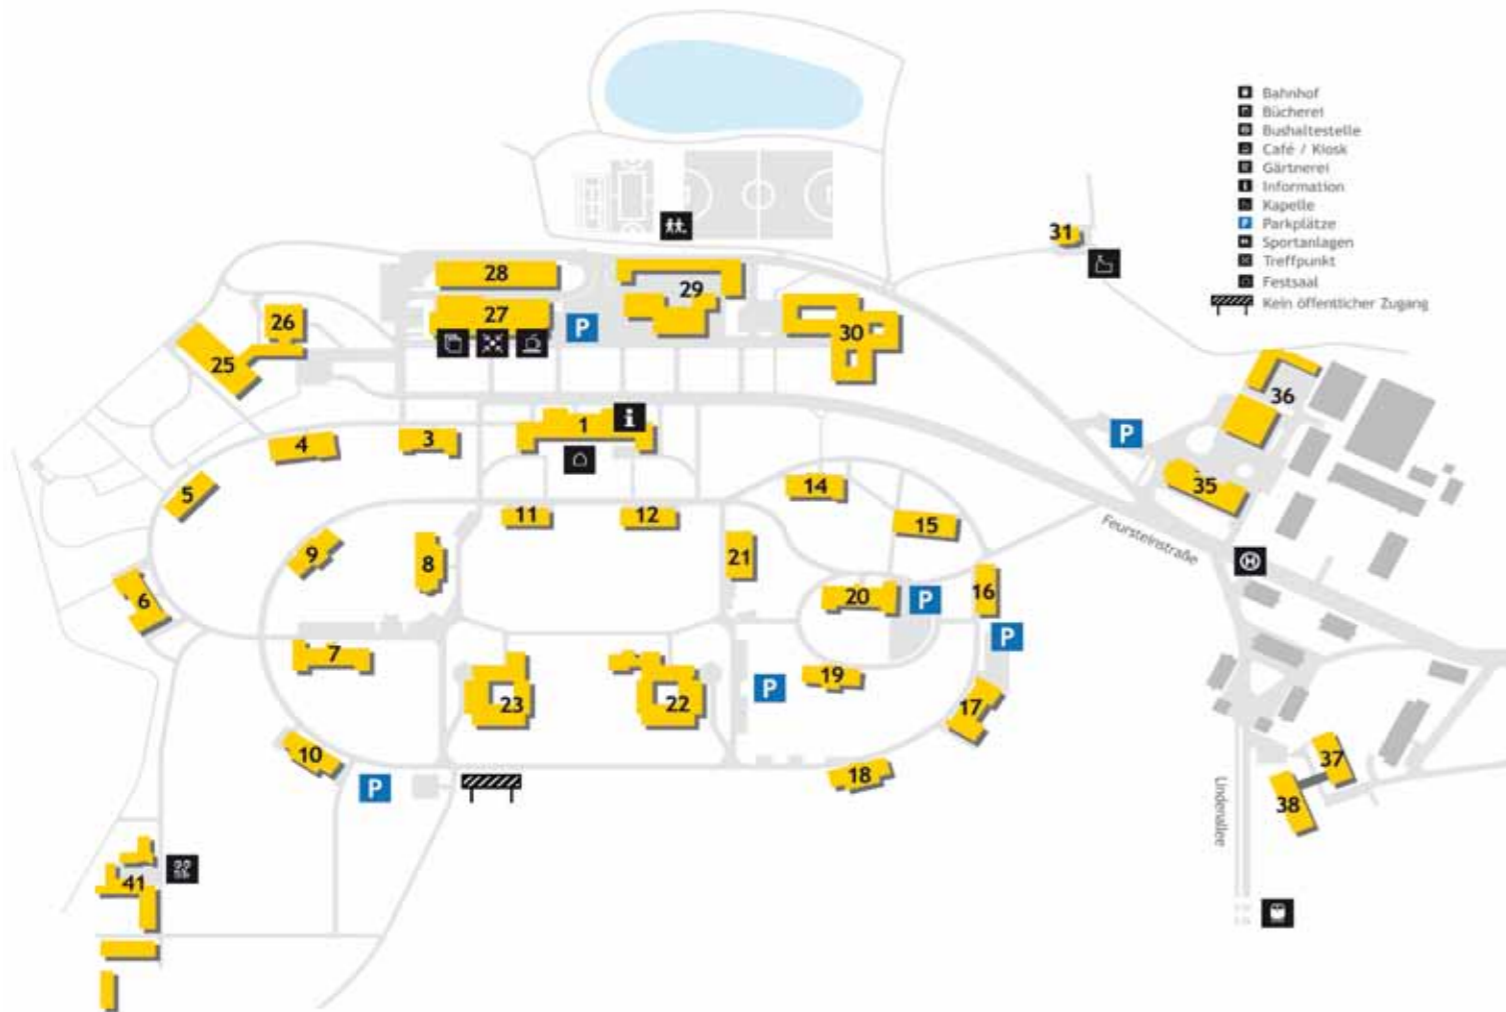 Bahnhof
Bücherei
Bushaltestelle
Café / Kiosk
Gärtnerei
Information
Kapelle
Parkplätze
Sportanlagen
Treffpunkt
Festsaal
Kein öffentlicher Zugang
P
H
i
31
28
29
27
P
26
30
25
36
1
i
3
4
P
14
35
5
11
12
15
Feursteinstraße
9
8
21
H
6
20
P
16
7
P
19
23
22
P
17
10
18
37
P
38
Lindenallee
41